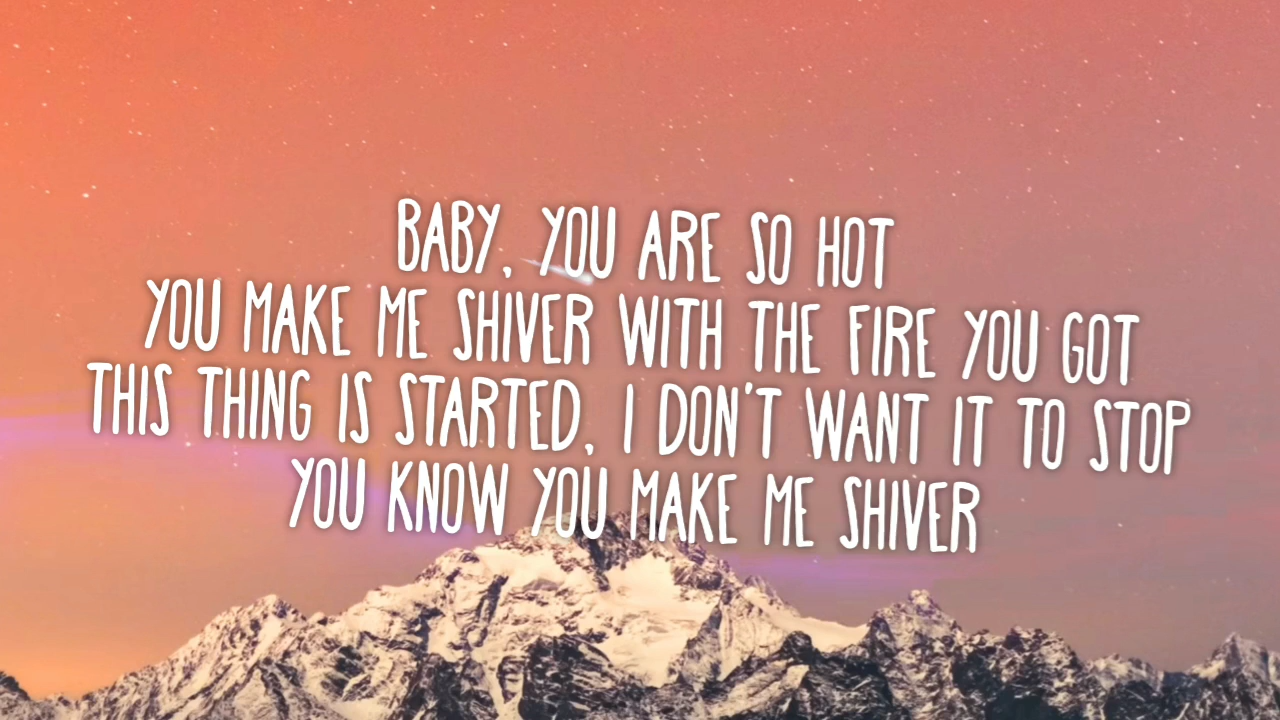 BABY, YOU ARE SO HOT
YOU MAKE ME SHIVER WITH THE FIRE YOU GOT
THIS THING IS STARTED, I DON'T WANT IT TO STOP
YOU KNOW YOU MAKE ME SHIVER